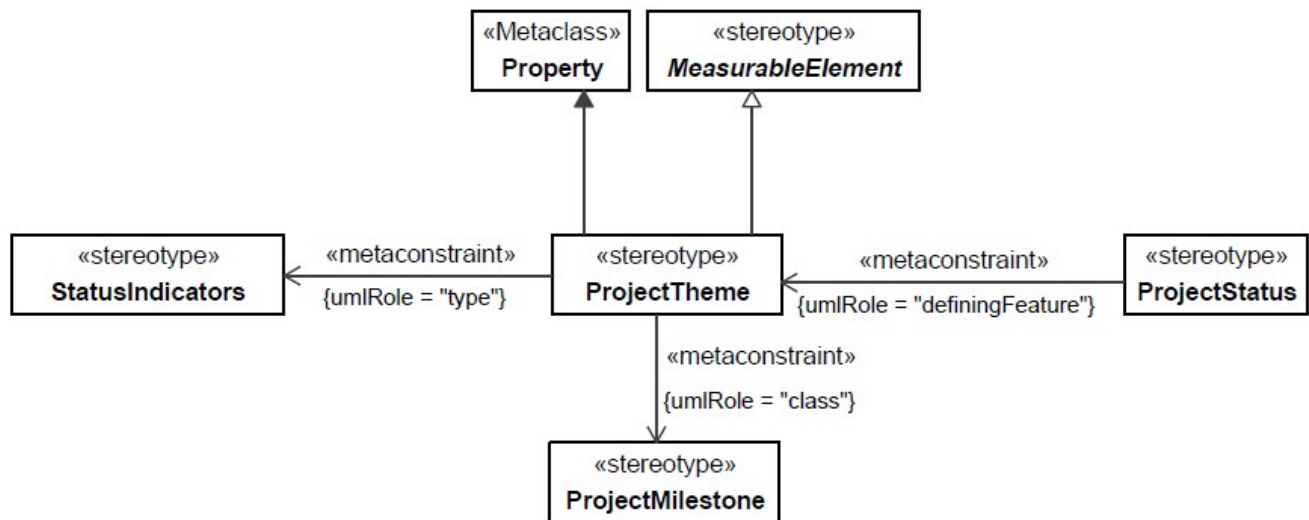 «Metaclass»
Property
«stereotype»
MeasurableElement
«stereotype»
StatusIndicators
«metaconstraint»
{umlRole = "type"}
«stereotype»
ProjectTheme
«metaconstraint»
{umlRole = "definingFeature"}
«stereotype»
ProjectStatus
«metaconstraint»
{umlRole = "class"}
«stereotype»
ProjectMilestone